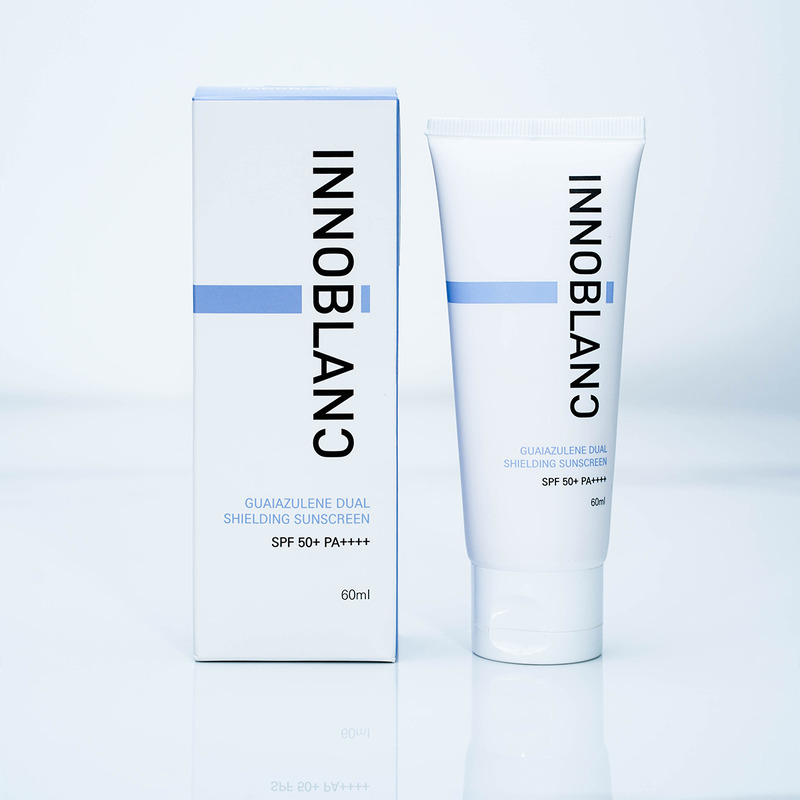 INNOBLANC
GUAIAZULENE DUAL
SHIELDING SUNSCREEN
SPF 50+ PA++++
60ml
INNOBLANC
GUAIAZULENE DUAL
SHIELDING SUNSCREEN
SPF 50+ PA++++
60ml